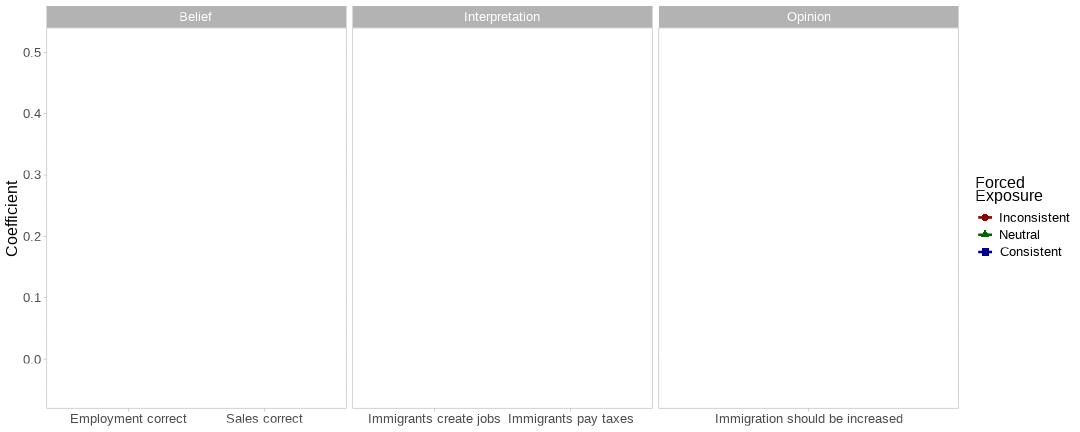 Belief
Interpretation
Opinion
0.5
0.4
0.3
0.2
0.1
0.0
Coefficient
Employment correct
Sales correct
Immigrants create jobs
Immigrants pay taxes
Immigration should be increased
Forced
Exposure
Inconsistent
Neutral
Consistent